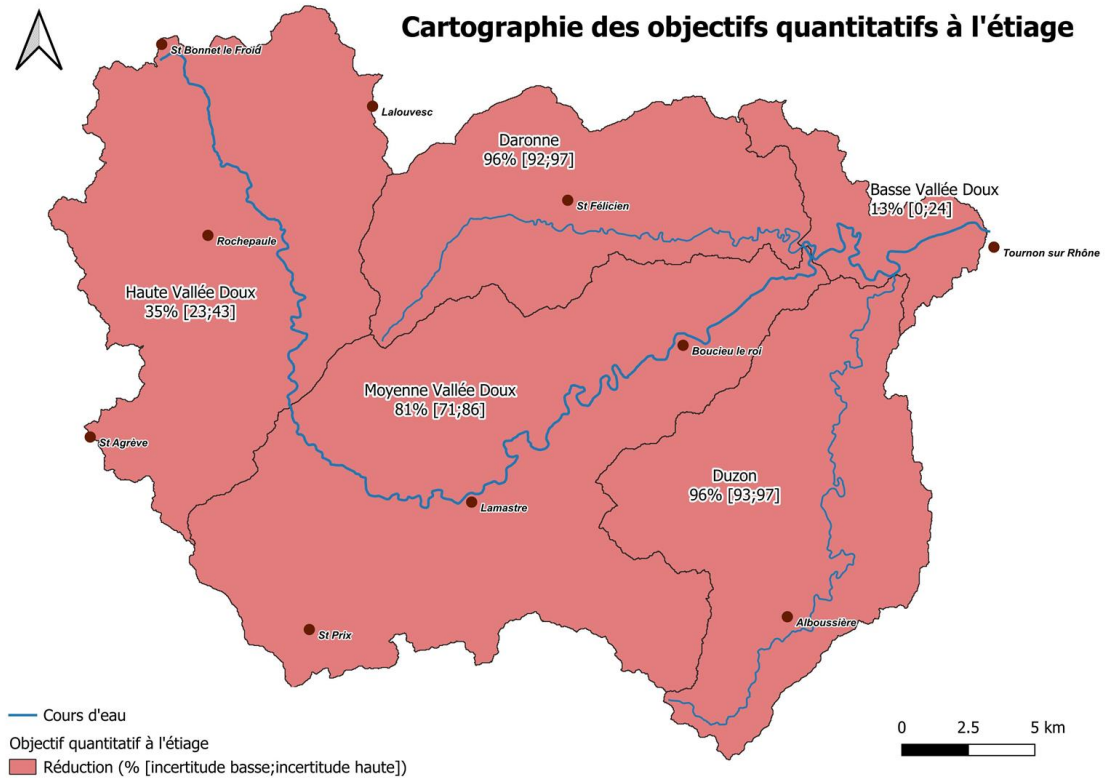 Cartographie des objectifs quantitatifs à l'étiage
St Bonnet le Froid
Lalouvesc
Daronne
96% [92;97]
St Félicien
Basse Vallée Doux
13% [0;24]
Tournon sur Rhône
Rochepaule
Haute Vallée Doux
35% [23;43]
Boucieu le roi
Moyenne Vallée Doux
81% [71;86]
St Agrève
Duzon
96% [93;97]
Lamastre
Alboussière
St Prix
Cours d'eau
Objectif quantitatif à l'étiage
Réduction (% [incertitude basse;incertitude haute])
0 2.5 5 km